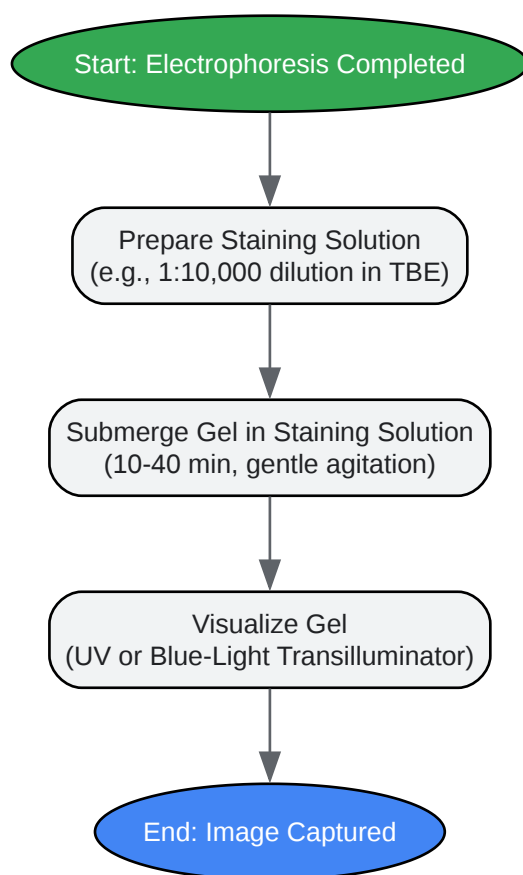 Start: Electrophoresis Completed
Prepare Staining Solution
(e.g., 1:10,000 dilution in TBE)
Submerge Gel in Staining Solution
(10-40 min, gentle agitation)
Visualize Gel
(UV or Blue-Light Transilluminator)
End: Image Captured